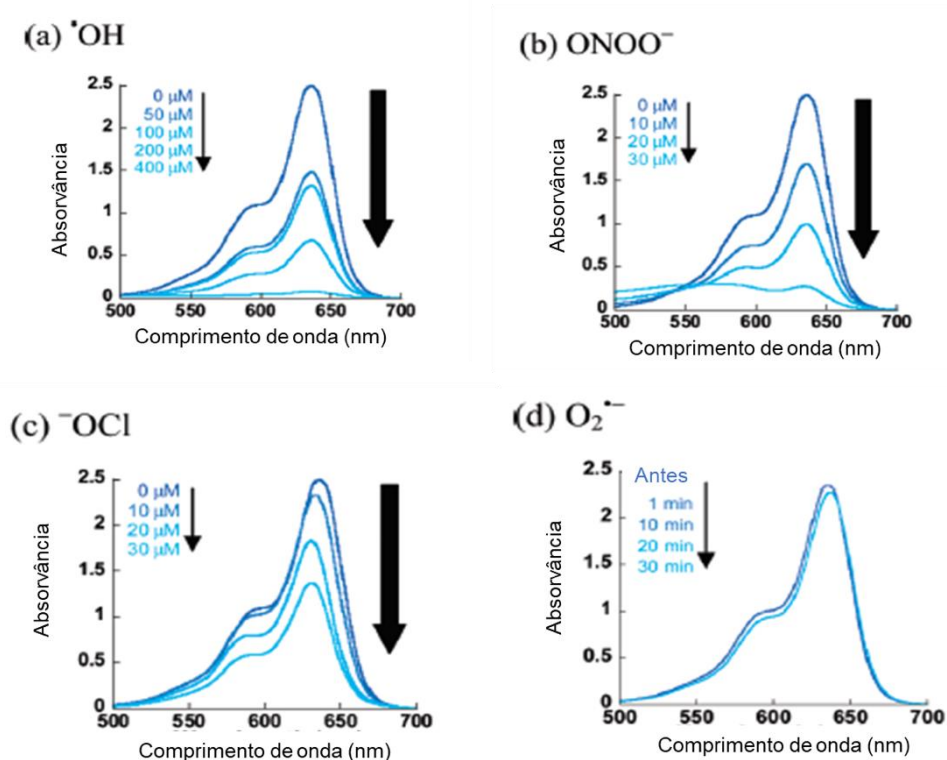 (a) •OH
Absorvância
2.5
2
1.5
1
0.5
0
0 µM
50 µM
100 µM
200 µM
400 µM
500 550 600 650 700
Comprimento de onda (nm)
(b) ONOO⁻
Absorvância
2.5
2
1.5
1
0.5
0
0 µM
10 µM
20 µM
30 µM
500 550 600 650 700
Comprimento de onda (nm)
(c) ⁻OCl
Absorvância
2.5
2
1.5
1
0.5
0
0 µM
10 µM
20 µM
30 µM
500 550 600 650 700
Comprimento de onda (nm)
(d) O₂•⁻
Absorvância
2.5
2
1.5
1
0.5
0
Antes
1 min
10 min
20 min
30 min
500 550 600 650 700
Comprimento de onda (nm)